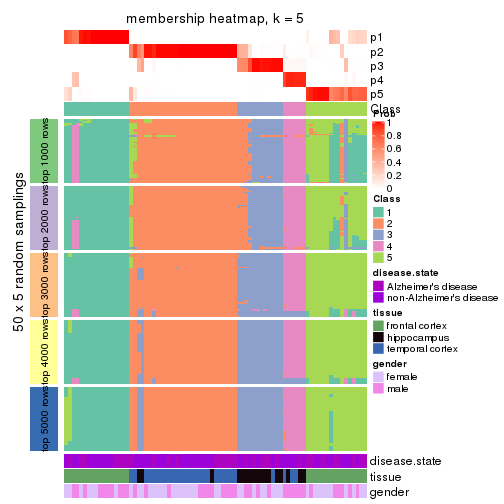 membership heatmap, k = 5
p1
p2
p3
p4
p5
Class
Prob
1
0.8
0.6
0.4
0.2
0
Class
1
2
3
4
5
disease.state
Alzheimer's disease
non-Alzheimer's disease
tissue
frontal cortex
hippocampus
temporal cortex
gender
female
male
50 x 5 random samplings
top 1000 rows
top 2000 rows
top 3000 rows
top 4000 rows
top 5000 rows
disease.state
tissue
gender